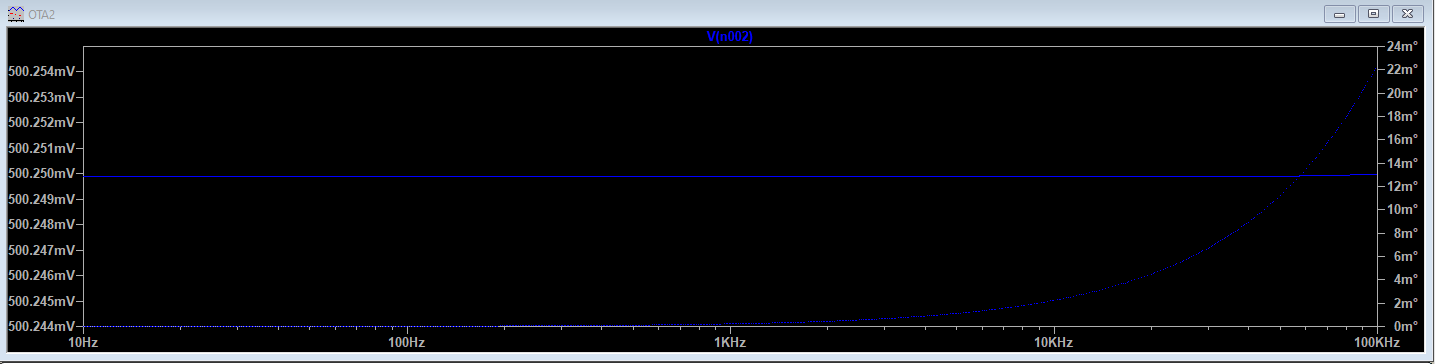 OTA2
V(n002)
500.254mV
500.253mV
500.252mV
500.251mV
500.250mV
500.249mV
500.248mV
500.247mV
500.246mV
500.245mV
500.244mV
24m°
22m°
20m°
18m°
16m°
14m°
12m°
10m°
8m°
6m°
4m°
2m°
0m°
10Hz 100Hz 1KHz 10KHz 100KHz